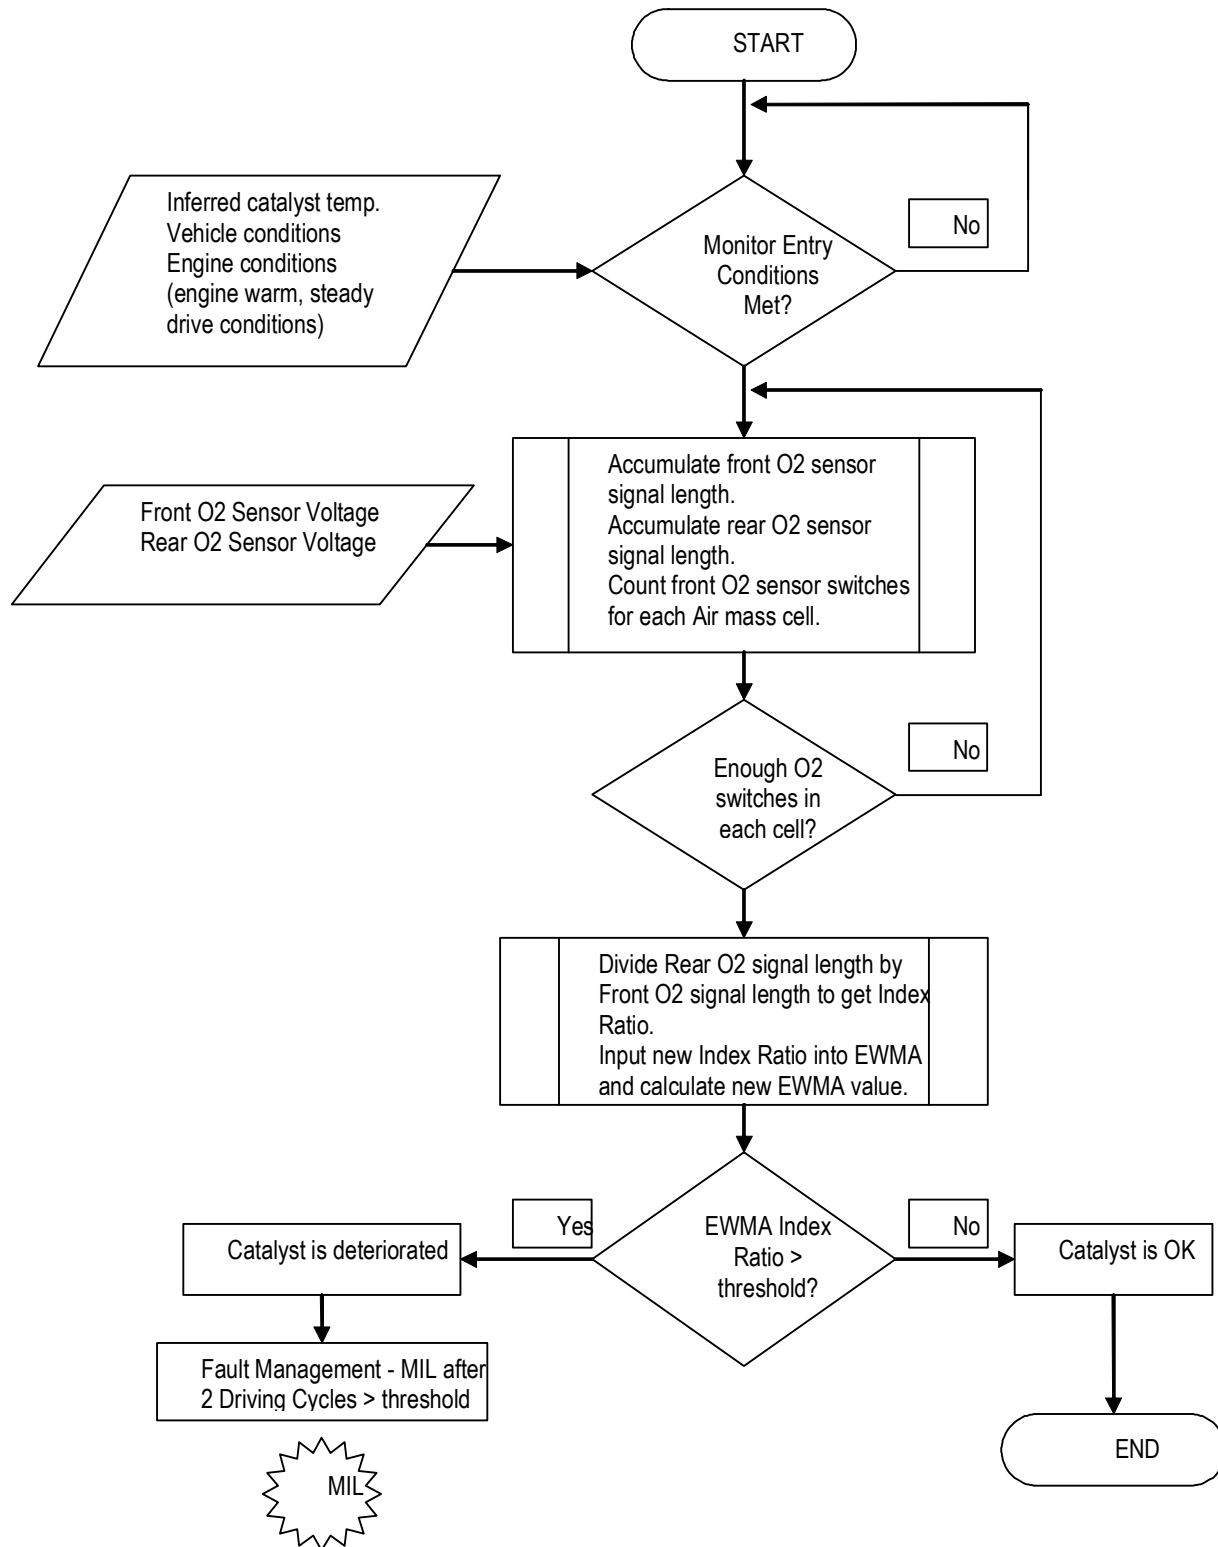 START
No
Inferred catalyst temp.
Vehicle conditions
Engine conditions
(engine warm, steady
drive conditions)
Monitor Entry
Conditions
Met?
Front O2 Sensor Voltage
Rear O2 Sensor Voltage
Accumulate front O2 sensor
signal length.
Accumulate rear O2 sensor
signal length.
Count front O2 sensor switches
for each Air mass cell.
No
Enough O2
switches in
each cell?
Divide Rear O2 signal length by
Front O2 signal length to get Index
Ratio.
Input new Index Ratio into EWMA
and calculate new EWMA value.
Yes
No
EWMA Index
Ratio >
threshold?
Catalyst is deteriorated
Catalyst is OK
Fault Management - MIL after
2 Driving Cycles > threshold
END
MIL